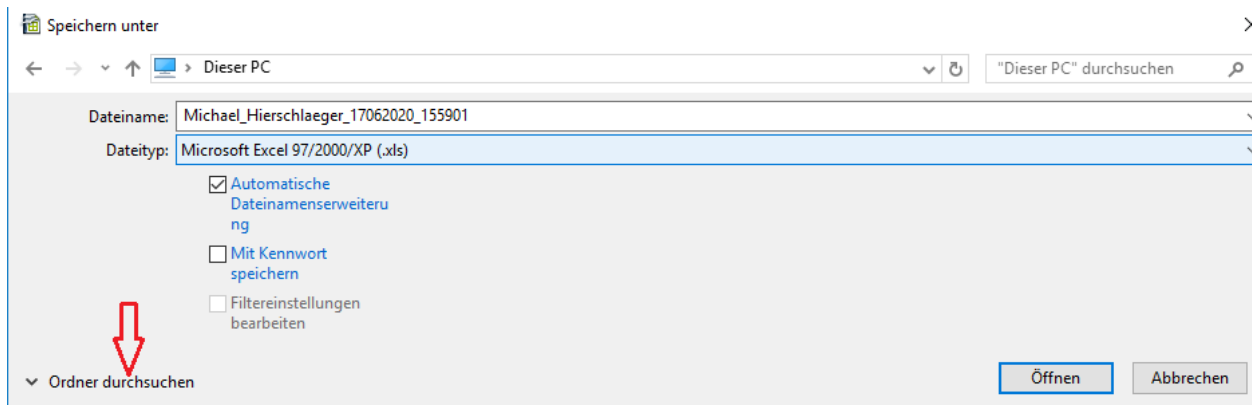 Speichern unter
Dieser PC
"Dieser PC" durchsuchen
Dateiname: Michael_Hierschlaeger_17062020_155901
Dateityp: Microsoft Excel 97/2000/XP (.xls)
Automatische
Dateinamenserweiteru
ng
Mit Kennwort
speichern
Filtereinstellungen
bearbeiten
Ordner durchsuchen
Öffnen
Abbrechen